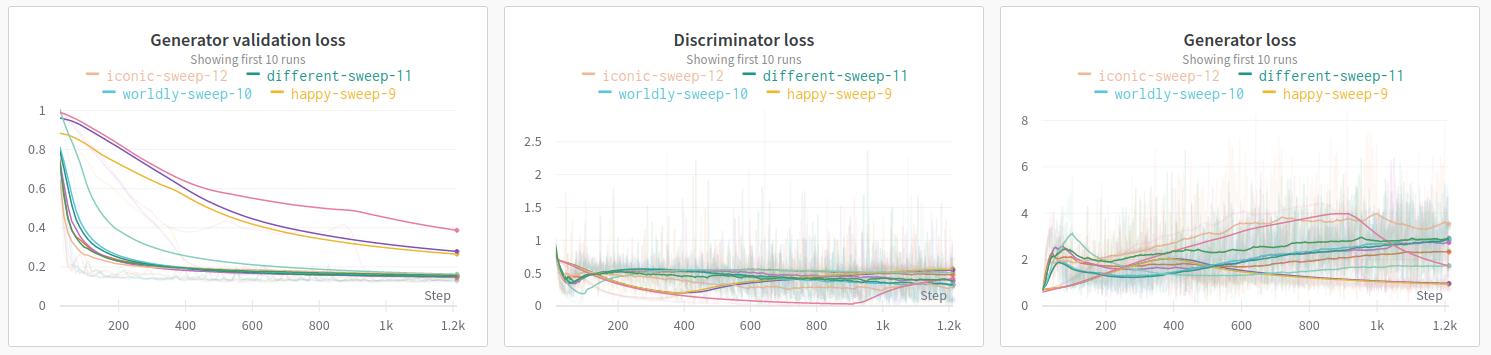 Generator validation loss
Showing first 10 runs
iconic-sweep-12 different-sweep-11
worldly-sweep-10 happy-sweep-9
1
0.8
0.6
0.4
0.2
0
200 400 600 800 1k 1.2k
Step
Discriminator loss
Showing first 10 runs
iconic-sweep-12 different-sweep-11
worldly-sweep-10 happy-sweep-9
2.5
2
1.5
1
0.5
0
200 400 600 800 1k 1.2k
Step
Generator loss
Showing first 10 runs
iconic-sweep-12 different-sweep-11
worldly-sweep-10 happy-sweep-9
8
6
4
2
0
200 400 600 800 1k 1.2k
Step